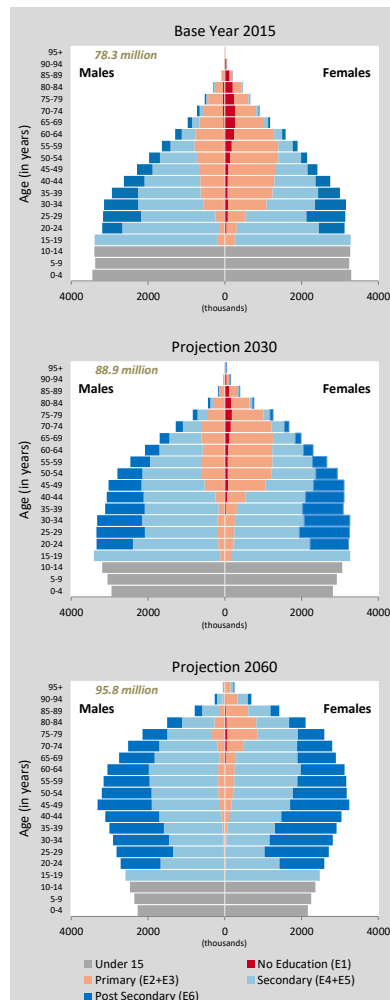 Base Year 2015
78.3 million
Males
Females
Age (in years)
95+
90-94
85-89
80-84
75-79
70-74
65-69
60-64
55-59
50-54
45-49
40-44
35-39
30-34
25-29
20-24
15-19
10-14
5-9
0-4
4000 2000 0 2000 4000
(thousands)
Projection 2030
88.9 million
Males
Females
Age (in years)
95+
90-94
85-89
80-84
75-79
70-74
65-69
60-64
55-59
50-54
45-49
40-44
35-39
30-34
25-29
20-24
15-19
10-14
5-9
0-4
4000 2000 0 2000 4000
(thousands)
Projection 2060
95.8 million
Males
Females
Age (in years)
95+
90-94
85-89
80-84
75-79
70-74
65-69
60-64
55-59
50-54
45-49
40-44
35-39
30-34
25-29
20-24
15-19
10-14
5-9
0-4
4000 2000 0 2000 4000
(thousands)
Under 15
No Education (E1)
Primary (E2+E3)
Secondary (E4+E5)
Post Secondary (E6)